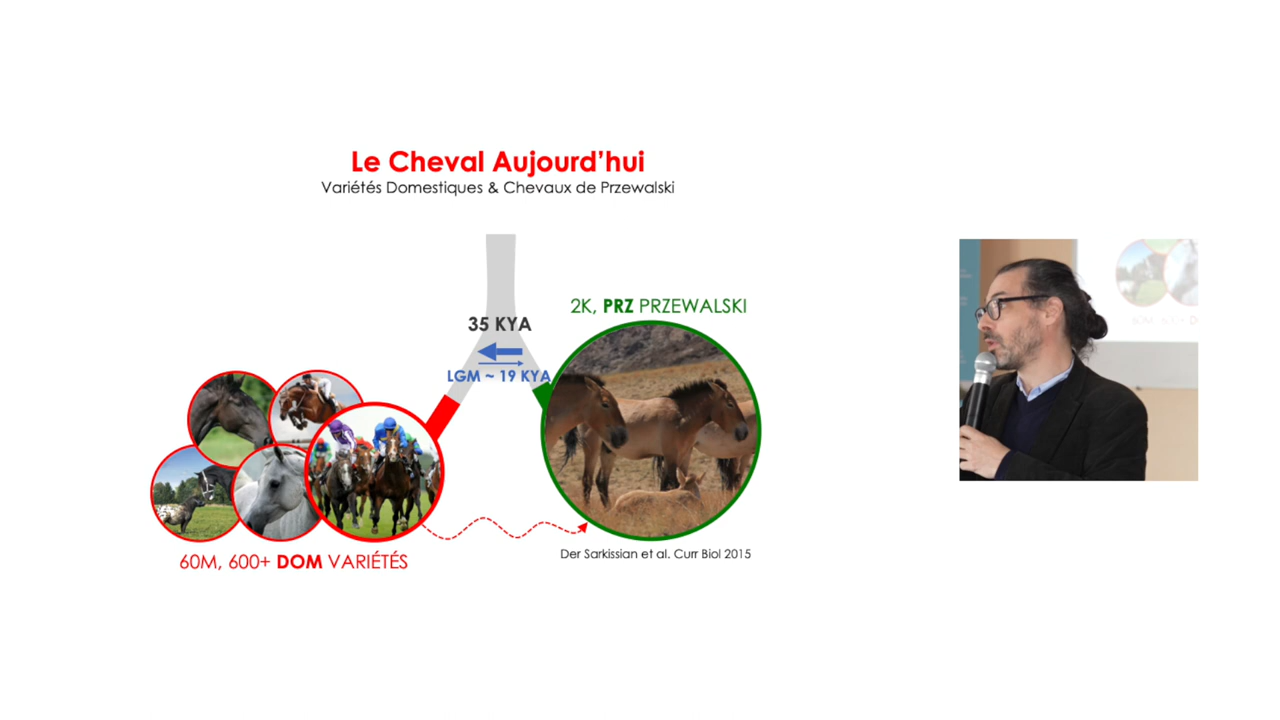 Le Cheval Aujourd’hui
Variétés Domestiques & Chevaux de Przewalski
2K, PRZ PRZEWALSKI
35 KYA
LGM ~ 19 KYA
Der Sarkissian et al. Curr Biol 2015
60M, 600+ DOM VARIÉTÉS